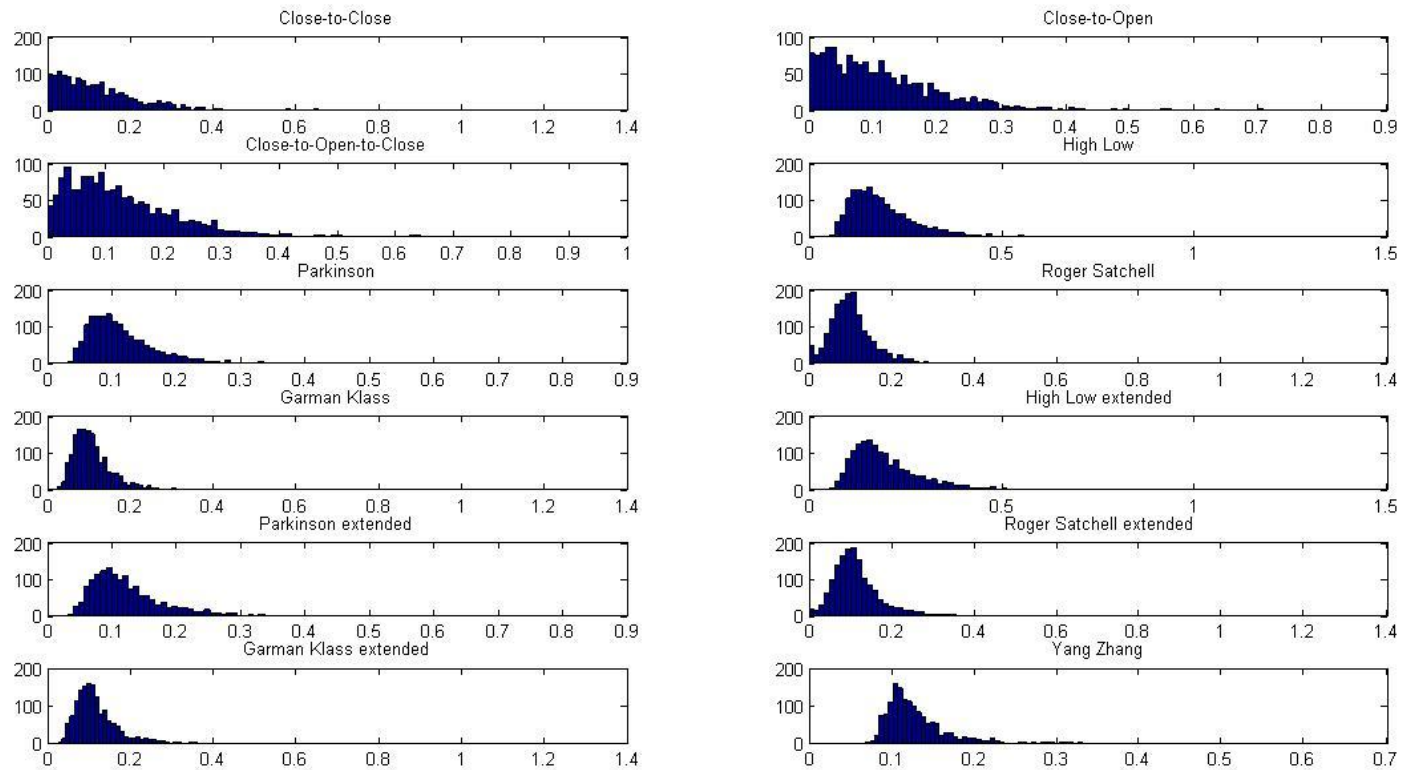 Close-to-Close
200
100
0
0 0.2 0.4 0.6 0.8 1 1.2 1.4
Close-to-Open
100
50
0
0 0.1 0.2 0.3 0.4 0.5 0.6 0.7 0.8 0.9
Close-to-Open-to-Close
100
50
0
0 0.1 0.2 0.3 0.4 0.5 0.6 0.7 0.8 0.9 1
High Low
200
100
0
0 0.5 1 1.5
Parkinson
200
100
0
0 0.1 0.2 0.3 0.4 0.5 0.6 0.7 0.8 0.9
Roger Satchell
200
100
0
0 0.2 0.4 0.6 0.8 1 1.2 1.4
Garman Klass
200
100
0
0 0.2 0.4 0.6 0.8 1 1.2 1.4
High Low extended
200
100
0
0 0.5 1 1.5
Parkinson extended
200
100
0
0 0.1 0.2 0.3 0.4 0.5 0.6 0.7 0.8 0.9
Roger Satchell extended
200
100
0
0 0.2 0.4 0.6 0.8 1 1.2 1.4
Garman Klass extended
200
100
0
0 0.2 0.4 0.6 0.8 1 1.2 1.4
Yang Zhang
200
100
0
0 0.1 0.2 0.3 0.4 0.5 0.6 0.7